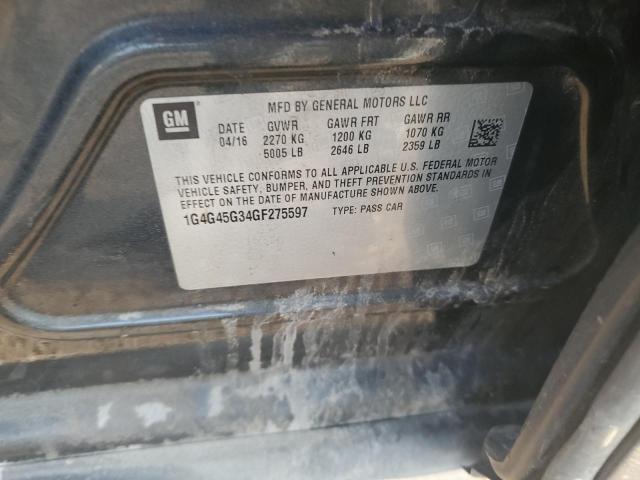 GM
MFD BY GENERAL MOTORS LLC
DATE GVWR GAWR FRT GAWR RR
04/16 2270 KG 1200 KG 1070 KG
5005 LB 2646 LB 2359 LB
THIS VEHICLE CONFORMS TO ALL APPLICABLE U.S. FEDERAL MOTOR
VEHICLE SAFETY, BUMPER, AND THEFT PREVENTION STANDARDS IN
EFFECT ON THE DATE OF MANUFACTURE SHOWN ABOVE.
1G4G45G34GF275597 TYPE: PASS CAR